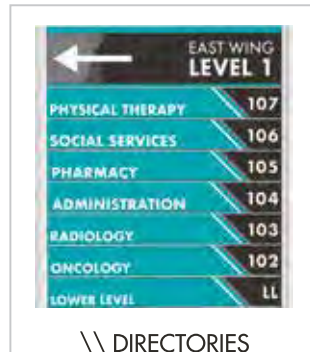 EAST WING
LEVEL 1
PHYSICAL THERAPY 107
SOCIAL SERVICES 106
PHARMACY 105
ADMINISTRATION 104
RADIOLOGY 103
ONCOLOGY 102
LOWER LEVEL LL
\\ DIRECTORIES